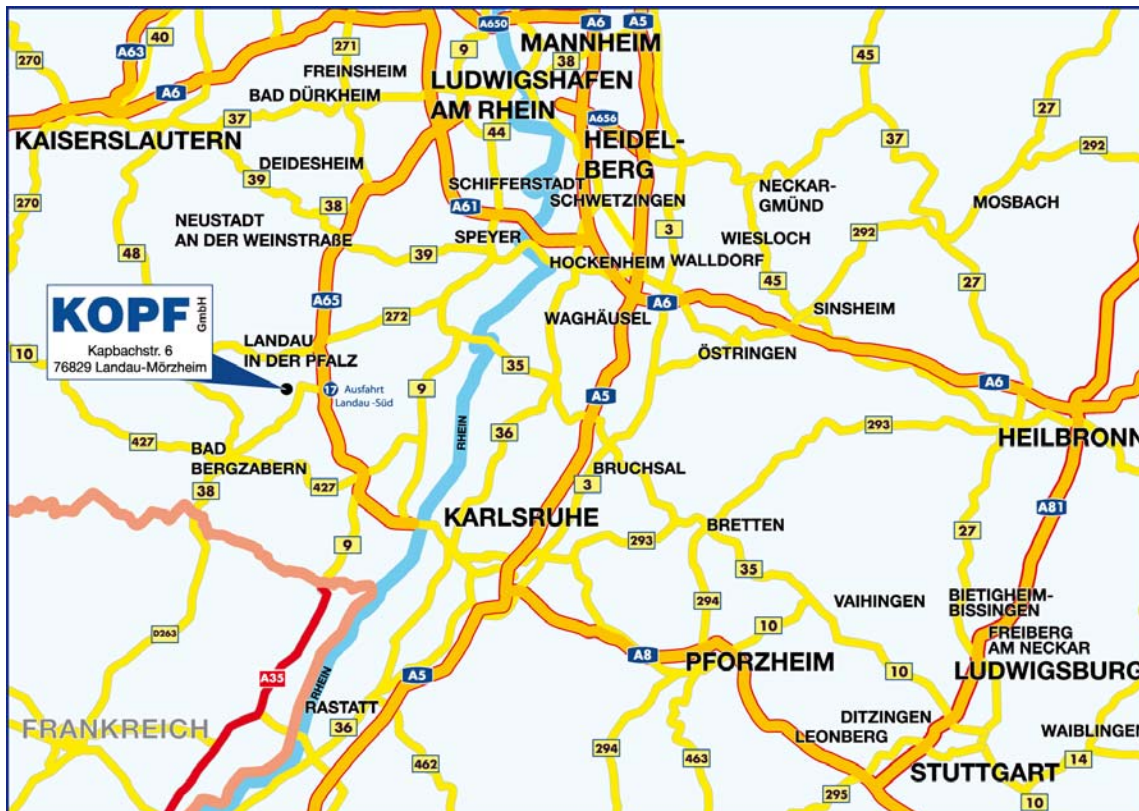 A650
A6
A5
40
A63
270
271
9
MANNHEIM
38
45
FREINSHEIM
LUDWIGSHAFEN
AM RHEIN
A6
BAD DÜRKHEIM
27
37
A656
KAISERSLAUTERN
44
HEIDEL-
BERG
37
292
DEIDESHEIM
39
SCHIFFERSTADT
SCHWETZINGEN
NECKAR-
GMÜND
MOSBACH
270
38
A61
NEUSTADT
AN DER WEINSTRAßE
SPEYER
3
WIESLOCH
292
48
39
HOCKENHEIM
WALLDORF
45
27
A65
A6
SINSHEIM
KOPF
GmbH
Kapbachstr. 6
76829 Landau-Mörzheim
272
WAGHÄUSEL
LANDAU
IN DER PFALZ
10
ÖSTRINGEN
35
17
Ausfahrt
Landau-Süd
9
A5
A6
RHEIN
36
293
HEILBRONN
427
BAD
BERGZABERN
BRUCHSAL
38
427
3
KARLSRUHE
BRETTEN
A81
9
293
27
35
BIETIGHEIM-
BISSINGEN
294
VAIHINGEN
D263
10
FREIBERG
AM NECKAR
A8
PFORZHEIM
LUDWIGSBURG
A35
RHEIN
A5
10
RASTATT
FRANKREICH
36
DITZINGEN
LEONBERG
WAIBLINGEN
294
463
462
14
STUTTGART
295
10